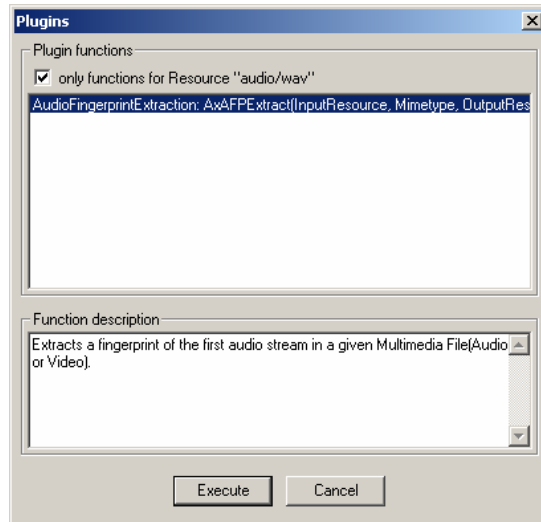 Plugins
Plugin functions
only functions for Resource "audio/wav"
AudioFingerprintExtraction: AxAFPExtract(InputResource, Mimetype, OutputRes
Function description
Extracts a fingerprint of the first audio stream in a given Multimedia File(Audio
or Video).
Execute Cancel